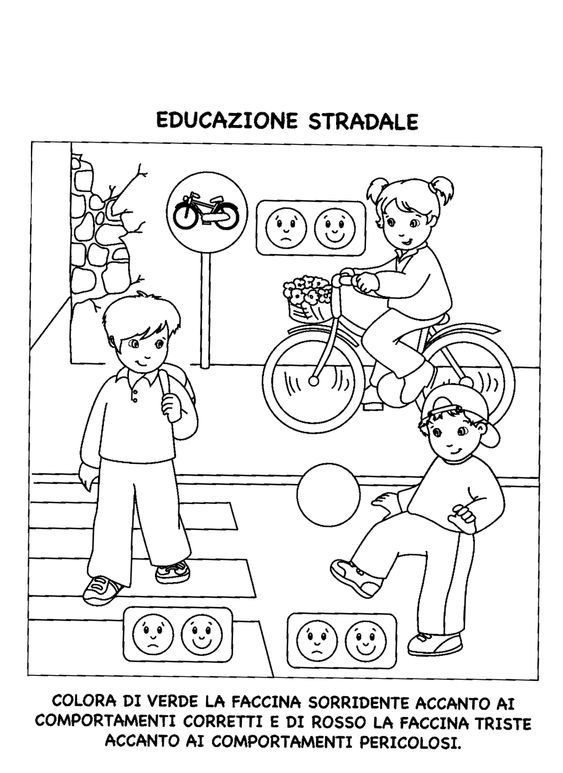 EDUCAZIONE STRADALE
COLORA DI VERDE LA FACCINA SORRIDENTE ACCANTO AI
COMPORTAMENTI CORRETTI E DI ROSSO LA FACCINA TRISTE
ACCANTO AI COMPORTAMENTI PERICOLOSI.